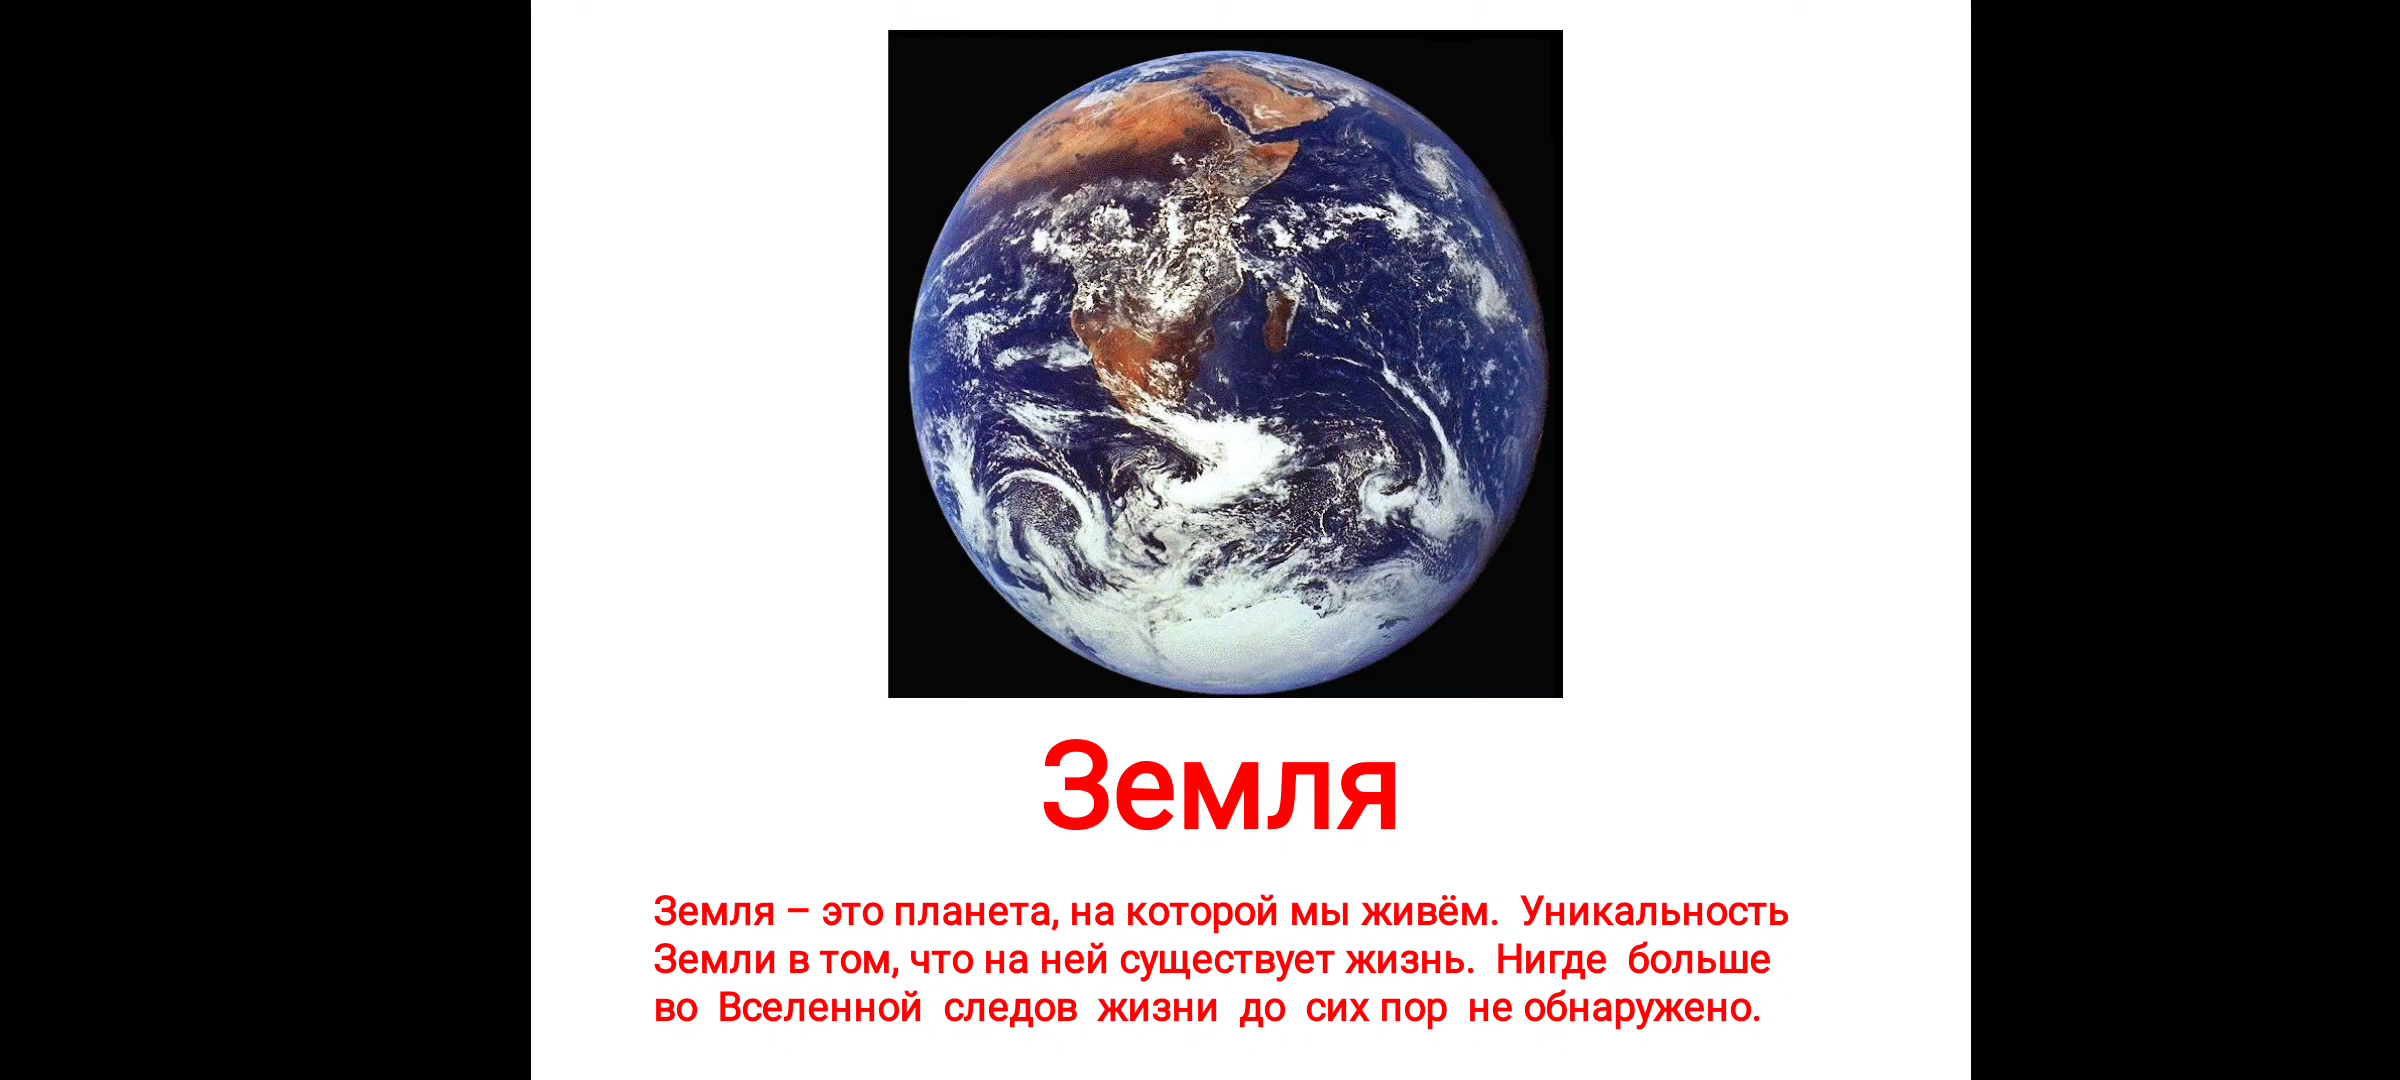 Земля
Земля – это планета, на которой мы живём. Уникальность
Земли в том, что на ней существует жизнь. Нигде больше
во Вселенной следов жизни до сих пор не обнаружено.